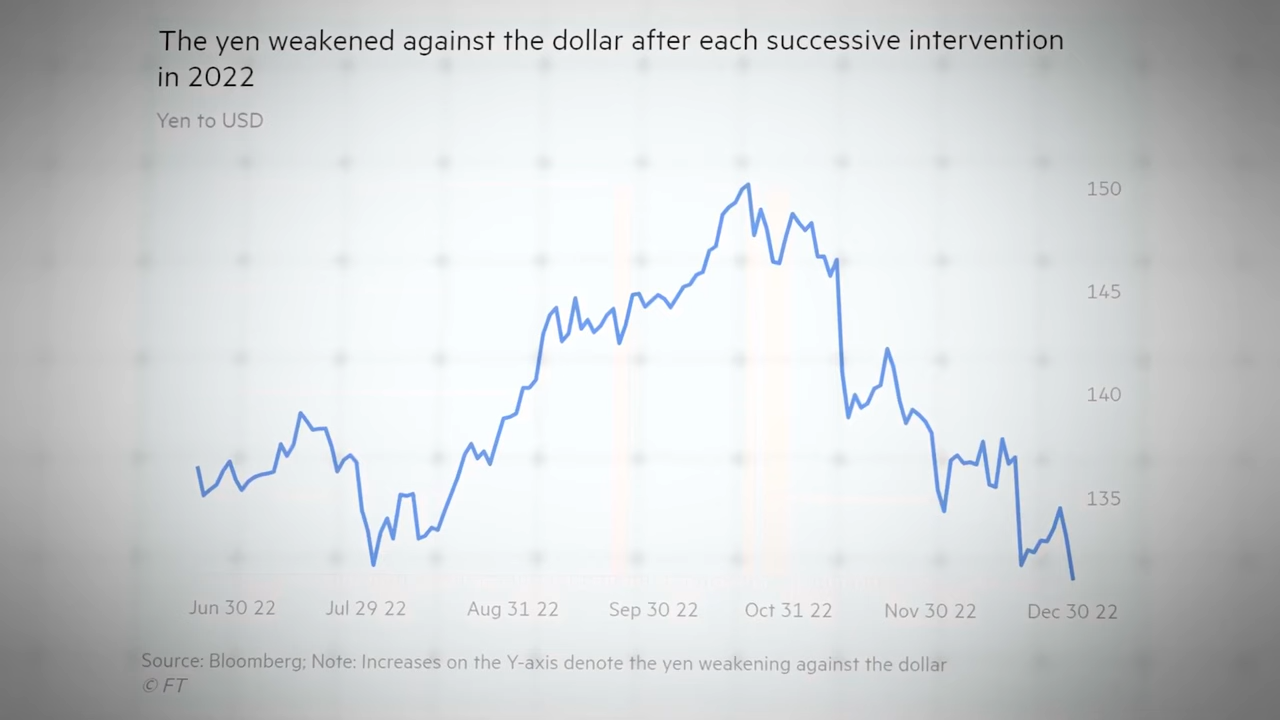 The yen weakened against the dollar after each successive intervention
in 2022
Yen to USD
150
145
140
135
Jun 30 22 Jul 29 22 Aug 31 22 Sep 30 22 Oct 31 22 Nov 30 22 Dec 30 22
Source: Bloomberg; Note: Increases on the Y-axis denote the yen weakening against the dollar
© FT